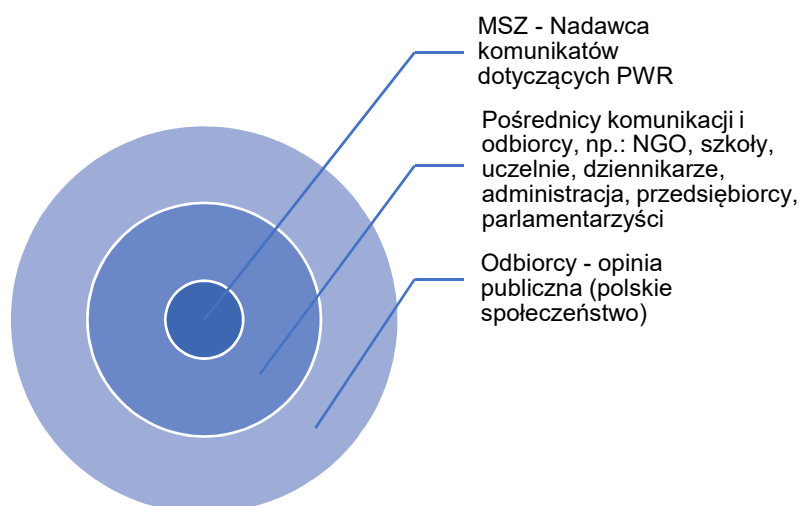 MSZ - Nadawca
komunikatów
dotyczących PWR
Pośrednicy komunikacji i
odbiorcy, np.: NGO, szkoły,
uczelnie, dziennikarze,
administracja, przedsiębiorcy,
parlamentarzyści
Odbiorcy - opinia
publiczna (polskie
społeczeństwo)